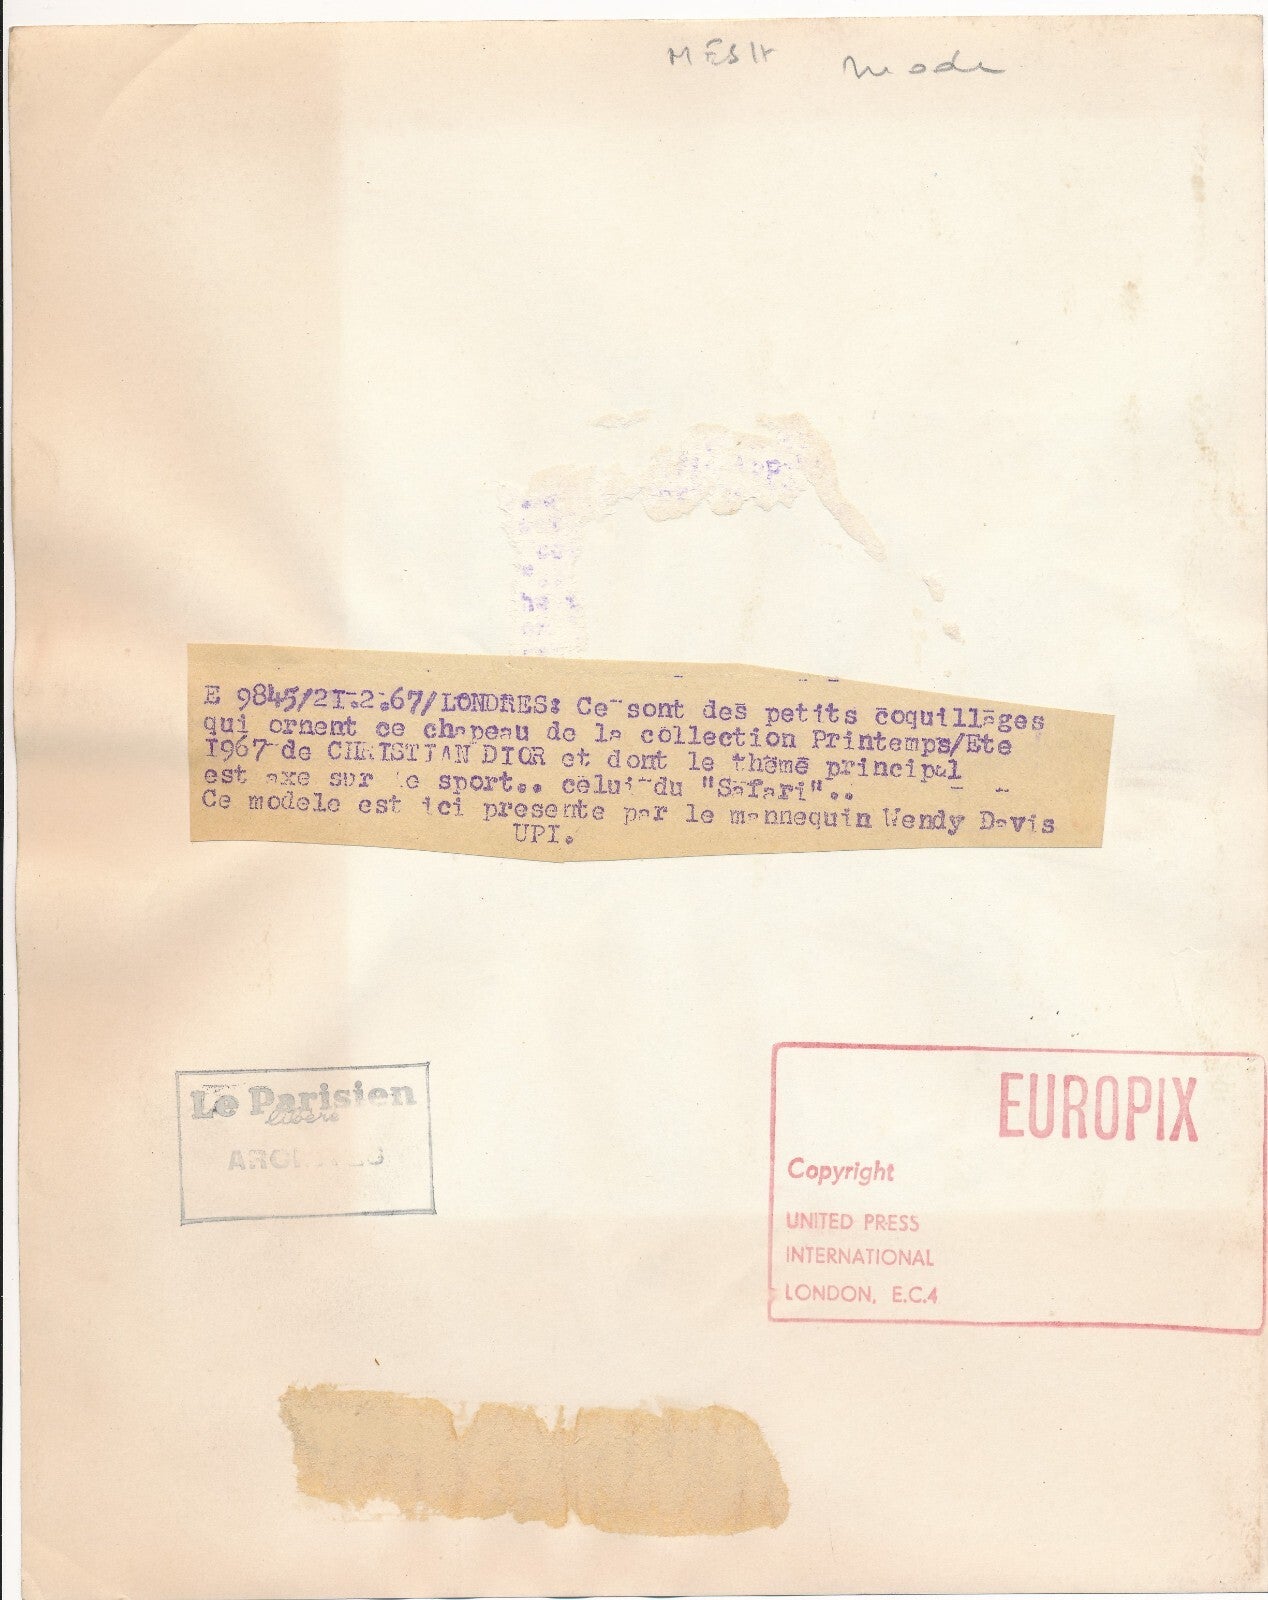 mode
E 9845/21.2.67/LONDRES: Ce sont des petits coquillages
qui ornent ce chapeau de la collection Printemps/Ete
1967 de CHRISTIAN DIOR et dont le thème principal
est axe sur le sport.. celui du "Safari"..
Ce modele est ici presente par le mannequin Wendy Davis
UPI.
Le Parisien
libéré
ARCHIVES
EUROPIX
Copyright
UNITED PRESS
INTERNATIONAL
LONDON, E.C.4